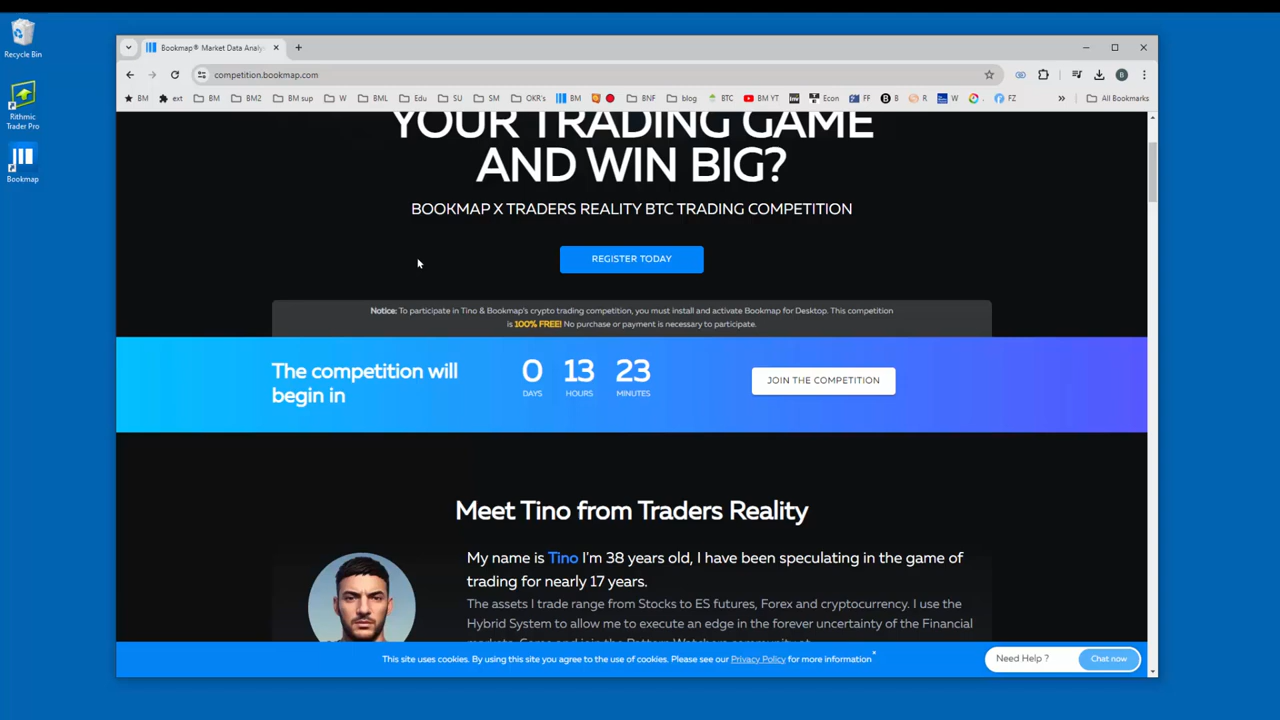 Recycle Bin
Rithmic
Trader Pro
Bookmap
Bookmap® Market Data Analy
competition.bookmap.com
BM
ext
BM
BM2
BM sup
W
BML
Edu
SU
SM
OKR's
BM
BNF
blog
BTC
BM YT
Econ
FF
B
R
W
FZ
All Bookmarks
YOUR TRADING GAME
AND WIN BIG?
BOOKMAP X TRADERS REALITY BTC TRADING COMPETITION
REGISTER TODAY
Notice: To participate in Tino & Bookmap's crypto trading competition, you must install and activate Bookmap for Desktop. This competition
is 100% FREE! No purchase or payment is necessary to participate.
The competition will
begin in
0 13 23
DAYS HOURS MINUTES
JOIN THE COMPETITION
Meet Tino from Traders Reality
My name is Tino I'm 38 years old, I have been speculating in the game of
trading for nearly 17 years.
The assets I trade range from Stocks to ES futures, Forex and cryptocurrency. I use the
Hybrid System to allow me to execute an edge in the forever uncertainty of the Financial
This site uses cookies. By using this site you agree to the use of cookies. Please see our Privacy Policy for more information
Need Help ?
Chat now